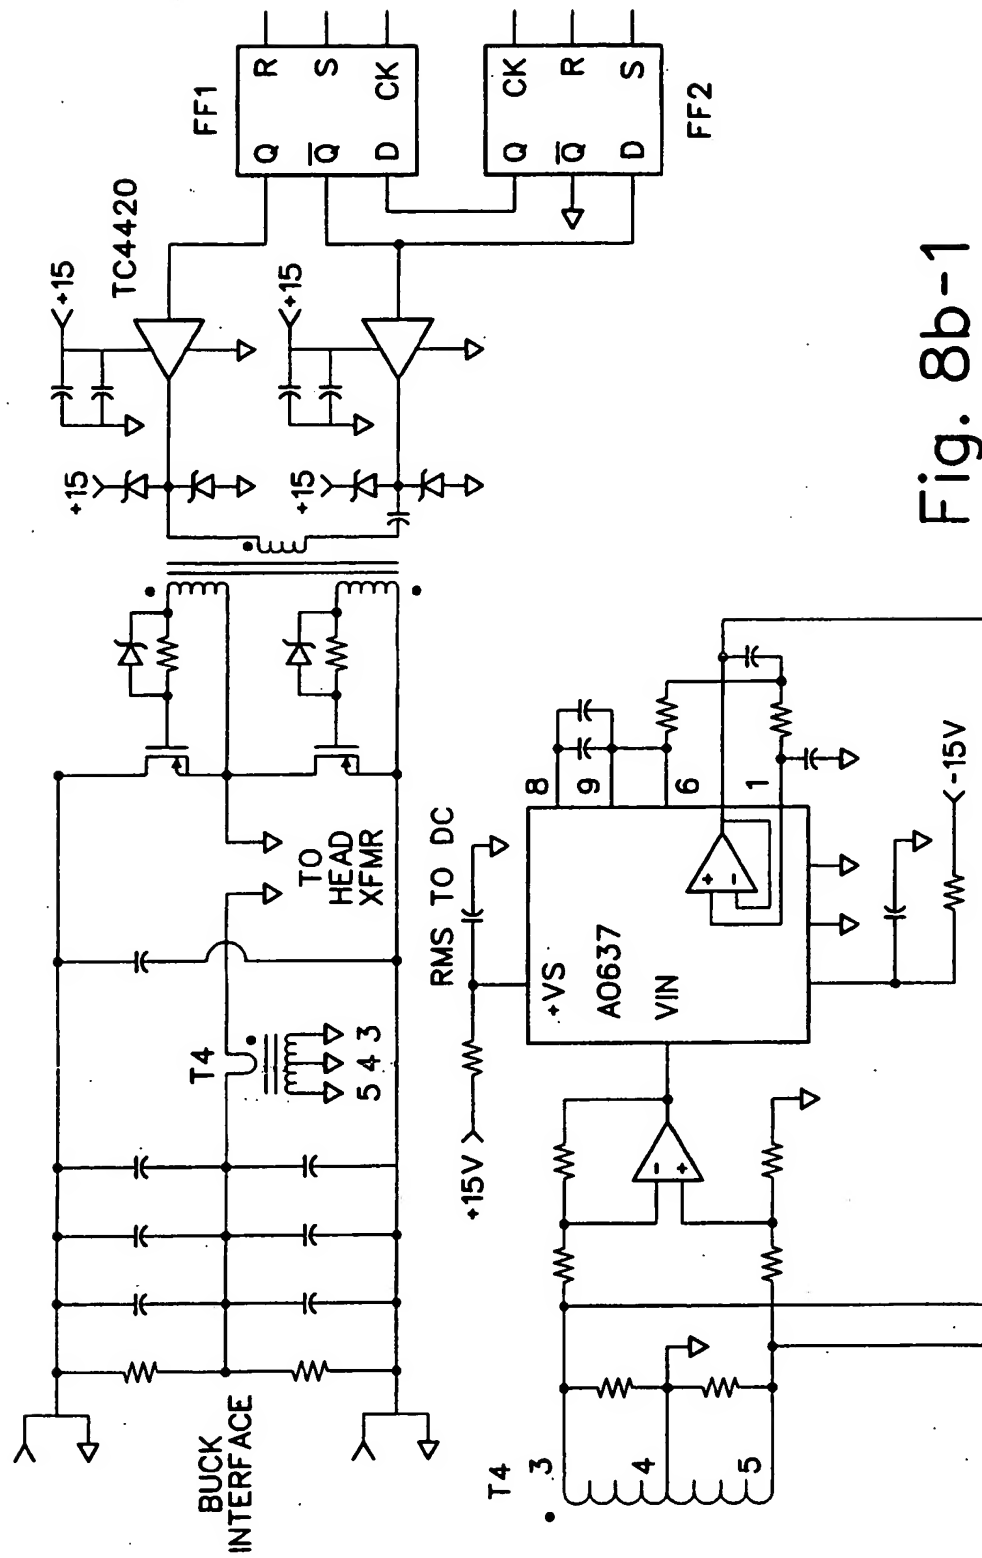 FF1
R
S
CK
Q
Q
D
CK
R
S
Q
Q
D
FF2
TC4420
+15
+15
+15
+15
TO
HEAD
XFMR
T4
5 4 3
BUCK
INTERFACE
RMS TO DC
+15V
+VS
A0637
VIN
+
-
8
9
6
1
-15V
-
+
T4
3
4
5
Fig. 8b-1